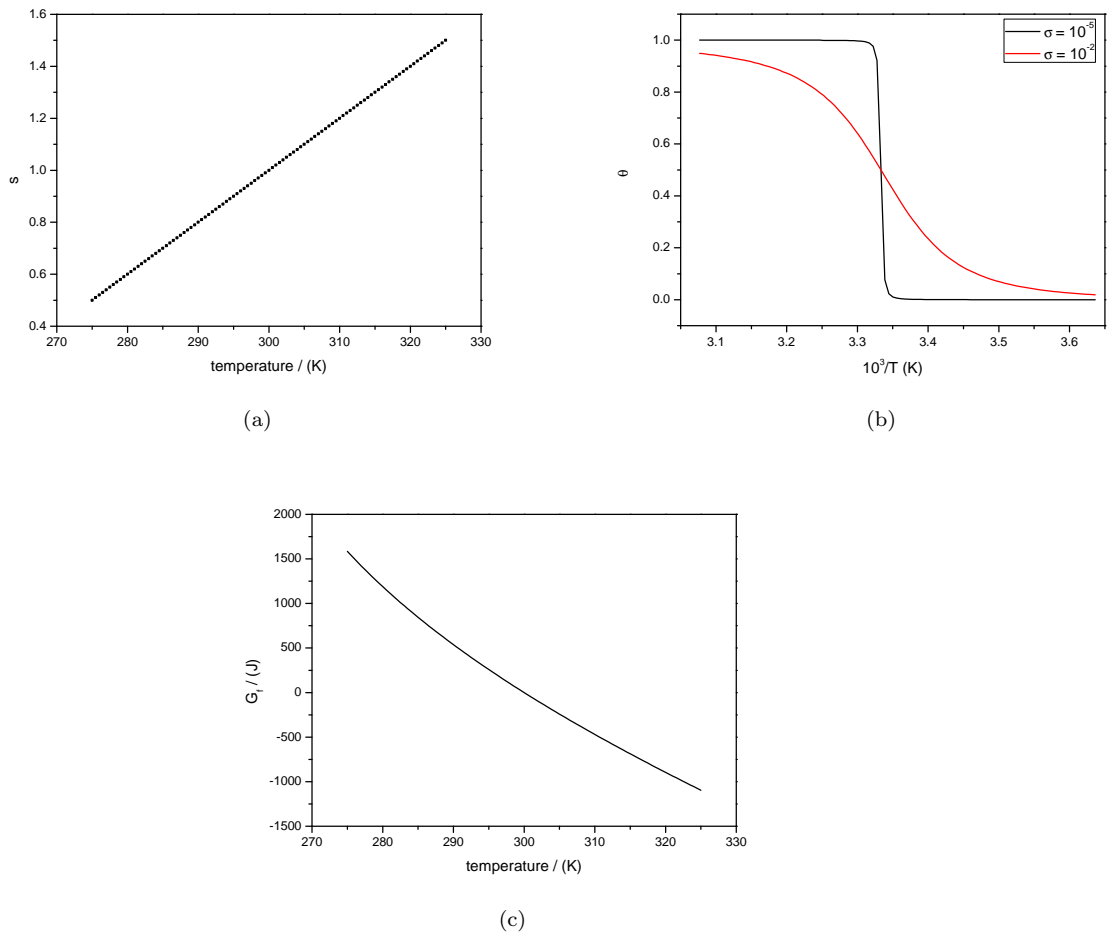 1.6
1.4
1.2
1.0
0.8
0.6
0.4
s
270 280 290 300 310 320 330
temperature / (K)
(a)
σ = 10⁻⁵
σ = 10⁻²
1.0
0.8
0.6
0.4
0.2
0.0
θ
3.1 3.2 3.3 3.4 3.5 3.6
10³/T (K)
(b)
2000
1500
1000
500
0
-500
-1000
-1500
G_f / (J)
270 280 290 300 310 320 330
temperature / (K)
(c)